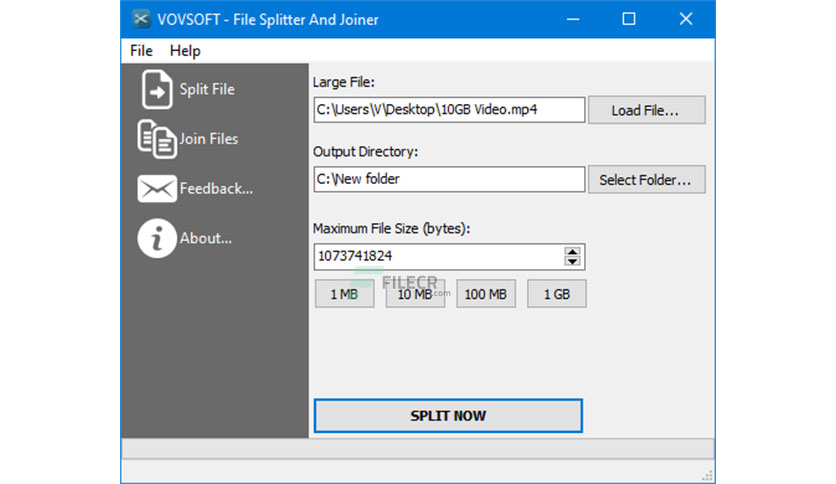 VOVSOFT - File Splitter And Joiner
File Help
Split File
Join Files
Feedback...
About...
Large File:
C:\Users\V\Desktop\10GB Video.mp4
Load File...
Output Directory:
C:\New folder
Select Folder...
Maximum File Size (bytes):
1073741824
FILECR
.com
1 MB 10 MB 100 MB 1 GB
SPLIT NOW